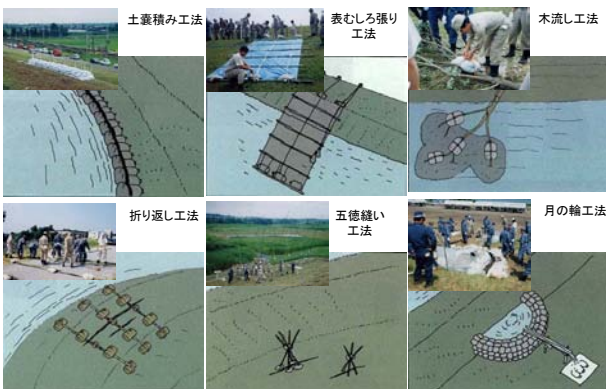 土嚢積み工法
表むしろ張り
工法
木流し工法
折り返し工法
五徳縫い
工法
月の輪工法